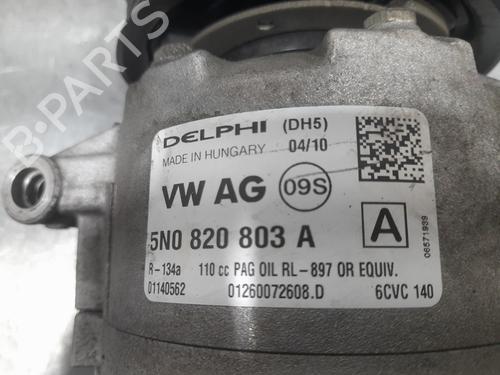 DELPHI (DH5)
MADE IN HUNGARY 04/10
VW AG 09S
5N0 820 803 A A
R-134a 110 cc PAG OIL RL-897 OR EQUIV.
01140562 01260072608.D 6CVC 140
06571939
B-PARTS